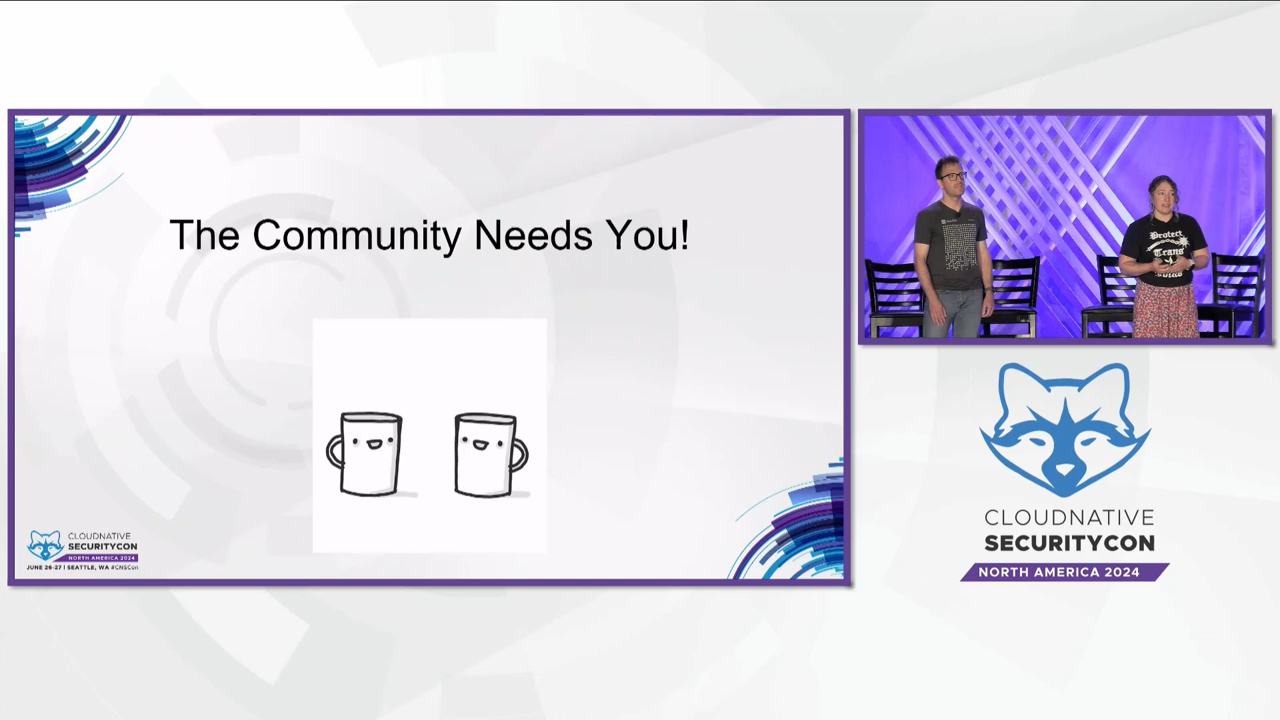 The Community Needs You!
CLOUDNATIVE
SECURITYCON
NORTH AMERICA 2024
JUNE 26-27 | SEATTLE, WA #CNSCon
Protect
Trans
CLOUDNATIVE
SECURITYCON
NORTH AMERICA 2024